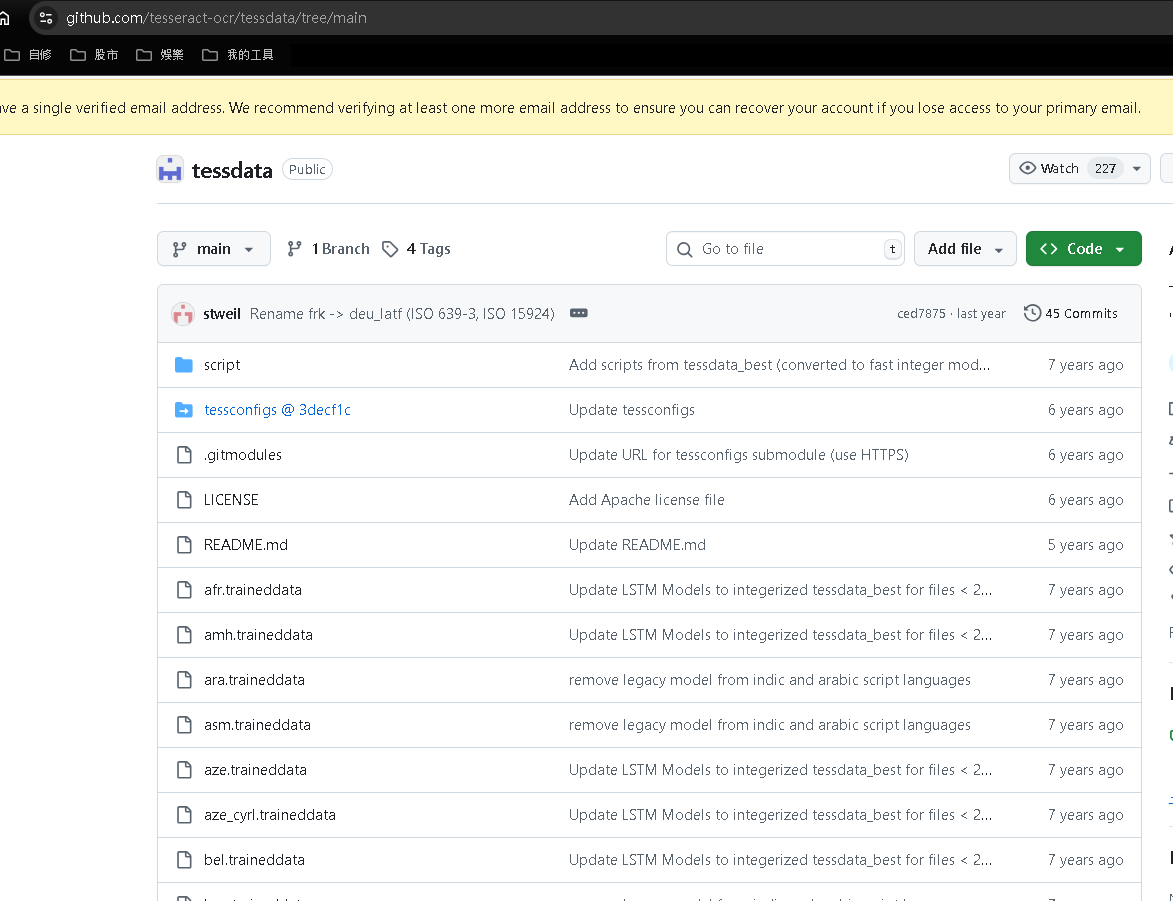 github.com/tesseract-ocr/tessdata/tree/main
自修 股市 娛樂 我的工具
ve a single verified email address. We recommend verifying at least one more email address to ensure you can recover your account if you lose access to your primary email.
tessdata Public Watch 227
main 1 Branch 4 Tags Go to file t Add file Code
stweil Rename frk -> deu_latf (ISO 639-3, ISO 15924) ced7875 · last year 45 Commits
script Add scripts from tessdata_best (converted to fast integer mod... 7 years ago
tessconfigs @ 3decf1c Update tessconfigs 6 years ago
.gitmodules Update URL for tessconfigs submodule (use HTTPS) 6 years ago
LICENSE Add Apache license file 6 years ago
README.md Update README.md 5 years ago
afr.traineddata Update LSTM Models to integerized tessdata_best for files < 2... 7 years ago
amh.traineddata Update LSTM Models to integerized tessdata_best for files < 2... 7 years ago
ara.traineddata remove legacy model from indic and arabic script languages 7 years ago
asm.traineddata remove legacy model from indic and arabic script languages 7 years ago
aze.traineddata Update LSTM Models to integerized tessdata_best for files < 2... 7 years ago
aze_cyrl.traineddata Update LSTM Models to integerized tessdata_best for files < 2... 7 years ago
bel.traineddata Update LSTM Models to integerized tessdata_best for files < 2... 7 years ago